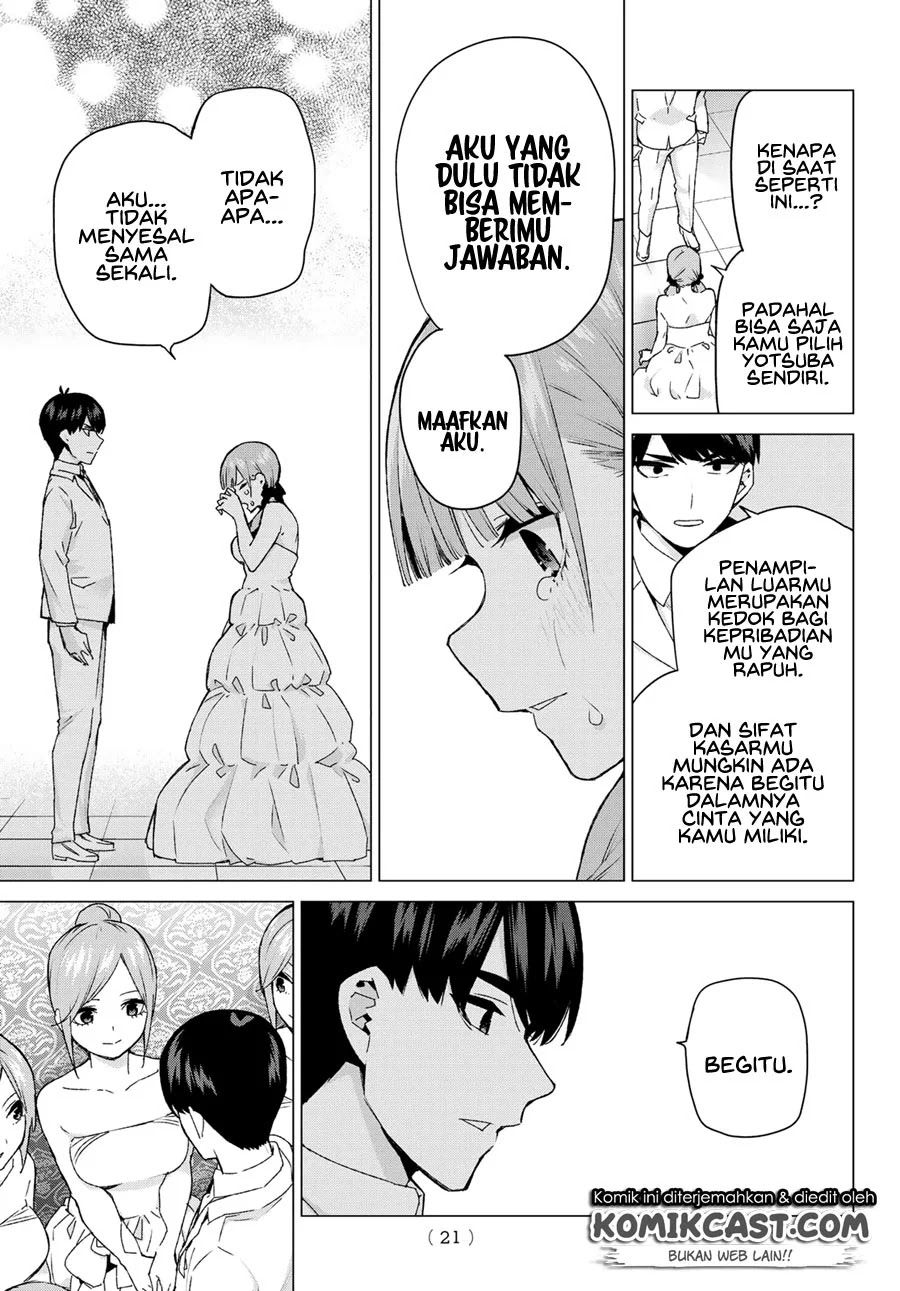 KENAPA
DI SAAT
SEPERTI
INI...?
PADAHAL
BISA SAJA
KAMU PILIH
YOTSUBA
SENDIRI.
PENAMPI-
LAN LUARMU
MERUPAKAN
KEDOK BAGI
KEPRIBADIAN
MU YANG
RAPUH.
DAN SIFAT
KASARMU
MUNGKIN ADA
KARENA BEGITU
DALAMNYA
CINTA YANG
KAMU MILIKI.
AKU YANG
DULU TIDAK
BISA MEM-
BERIMU
JAWABAN.
MAAFKAN
AKU.
TIDAK
APA-
APA...
AKU...
TIDAK
MENYESAL
SAMA
SEKALI.
BEGITU.
Komik ini diterjemahkan & diedit oleh
KOMIKCAST.COM
BUKAN WEB LAIN!!
( 21 )